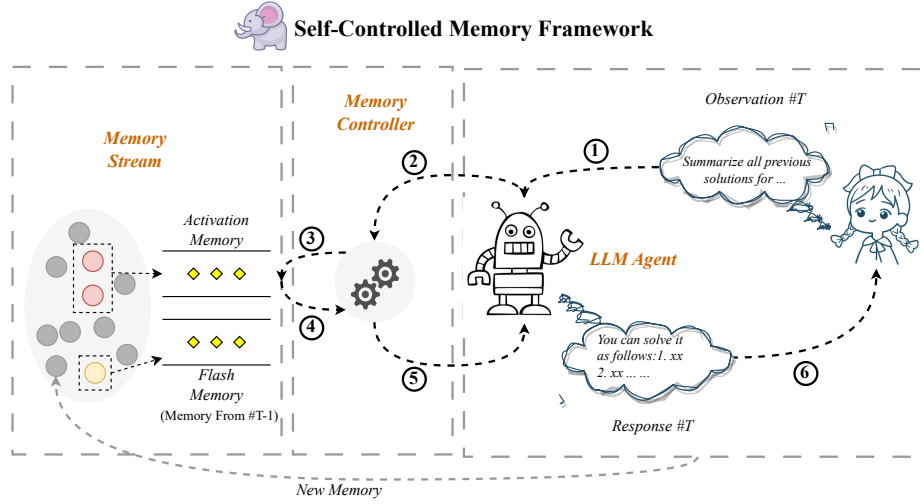 Self-Controlled Memory Framework
Memory
Stream
Activation
Memory
Flash
Memory
(Memory From #T-1)
Memory
Controller
2
3
4
5
Observation #T
1
Summarize all previous
solutions for ...
LLM Agent
You can solve it
as follows:1. xx
2. xx ... ...
6
Response #T
New Memory